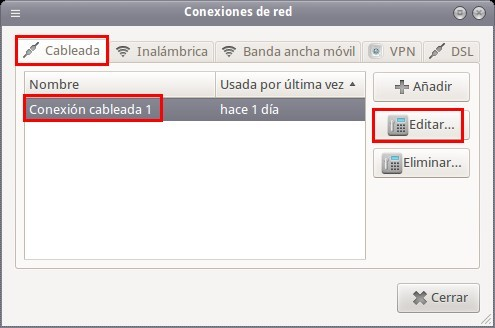 Conexiones de red
Cableada Inalámbrica Banda ancha móvil VPN DSL
Nombre Usada por última vez
Conexión cableada 1 hace 1 día
Añadir
Editar...
Eliminar...
Cerrar